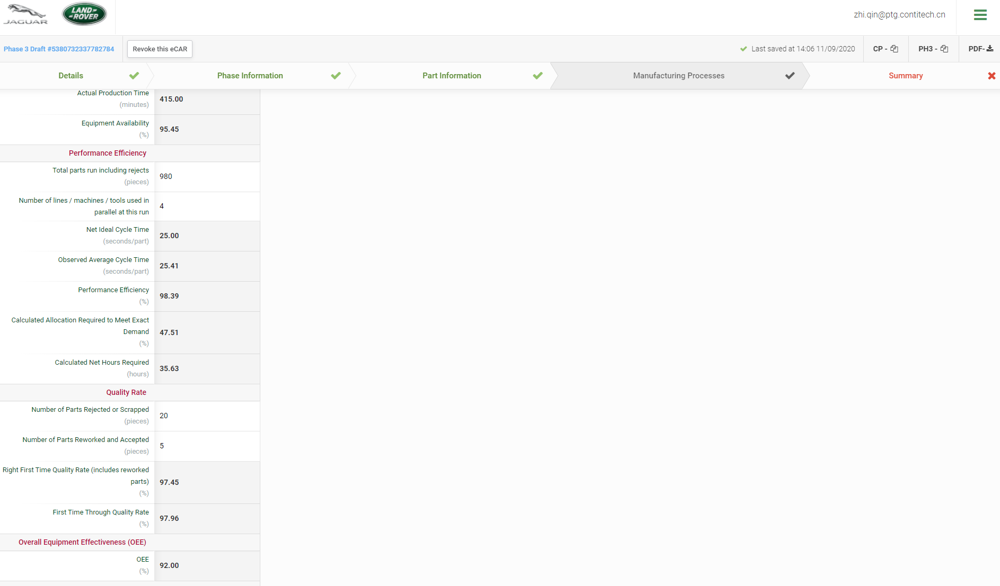 JAGUAR
LAND-
-ROVER
zhi.qin@ptg.contitech.cn
Phase 3 Draft #5380732337782784
Revoke this eCAR
Last saved at 14:06 11/09/2020
CP -
PH3 -
PDF-
Details
Phase Information
Part Information
Manufacturing Processes
Summary
Actual Production Time
(minutes)
415.00
Equipment Availability
(%)
95.45
Performance Efficiency
Total parts run including rejects
(pieces)
980
Number of lines / machines / tools used in
parallel at this run
4
Net Ideal Cycle Time
(seconds/part)
25.00
Observed Average Cycle Time
(seconds/part)
25.41
Performance Efficiency
(%)
98.39
Calculated Allocation Required to Meet Exact
Demand
(%)
47.51
Calculated Net Hours Required
(hours)
35.63
Quality Rate
Number of Parts Rejected or Scrapped
(pieces)
20
Number of Parts Reworked and Accepted
(pieces)
5
Right First Time Quality Rate (includes reworked
parts)
(%)
97.45
First Time Through Quality Rate
(%)
97.96
Overall Equipment Effectiveness (OEE)
OEE
(%)
92.00